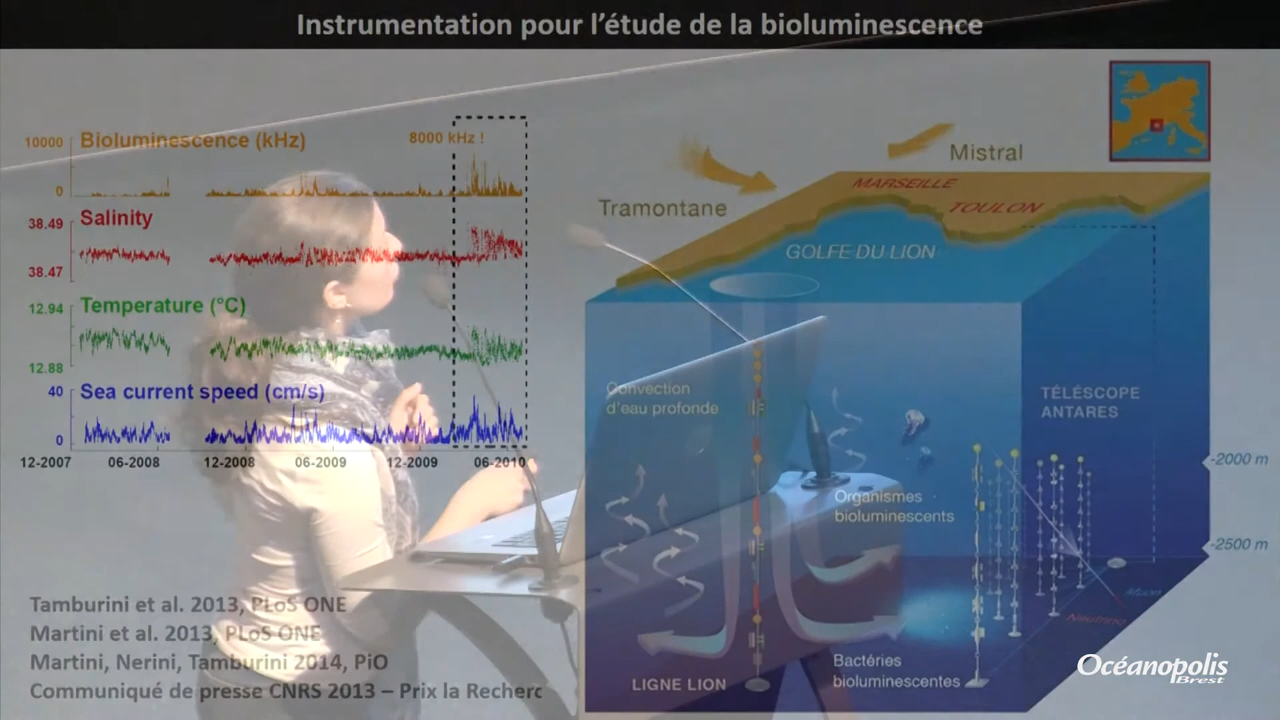 Instrumentation pour l'étude de la bioluminescence
10000
Bioluminescence (kHz)
8000 kHz !
0
38.49
Salinity
38.47
12.94
Temperature (°C)
12.88
40
Sea current speed (cm/s)
0
12-2007
06-2008
12-2008
06-2009
12-2009
06-2010
Tamburini et al. 2013, PLoS ONE
Martini et al. 2013, PLoS ONE
Martini, Nerini, Tamburini 2014, PiO
Communiqué de presse CNRS 2013 – Prix la Recherc
Mistral
Tramontane
MARSEILLE
TOULON
GOLFE DU LION
Convection
d'eau profonde
TÉLÉSCOPE
ANTARES
-2000 m
Organismes
bioluminescents
-2500 m
Muon
Neutrino
Bactéries
bioluminescentes
LIGNE LION
Océanopolis
Brest